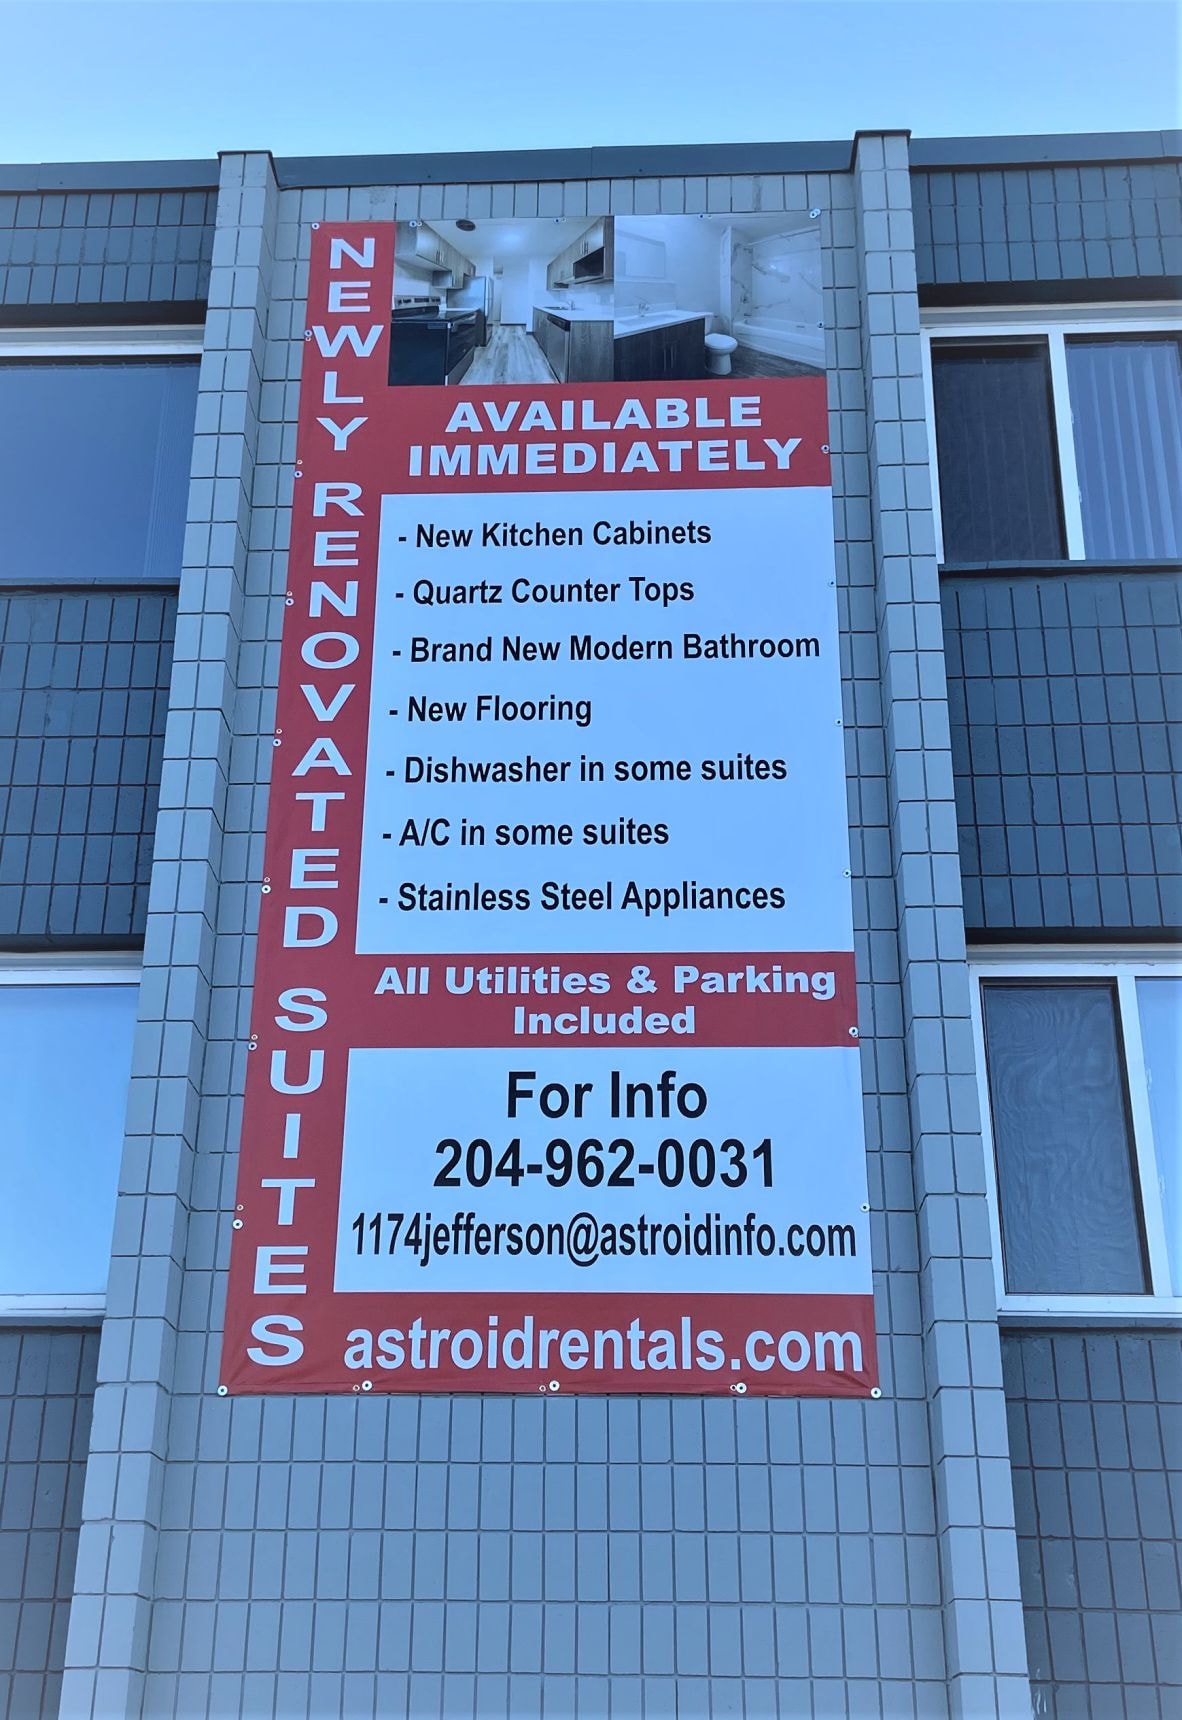 NEWLY RENOVATED SUITES
AVAILABLE
IMMEDIATELY
- New Kitchen Cabinets
- Quartz Counter Tops
- Brand New Modern Bathroom
- New Flooring
- Dishwasher in some suites
- A/C in some suites
- Stainless Steel Appliances
All Utilities & Parking
Included
For Info
204-962-0031
1174jefferson@astroidinfo.com
astroidrentals.com